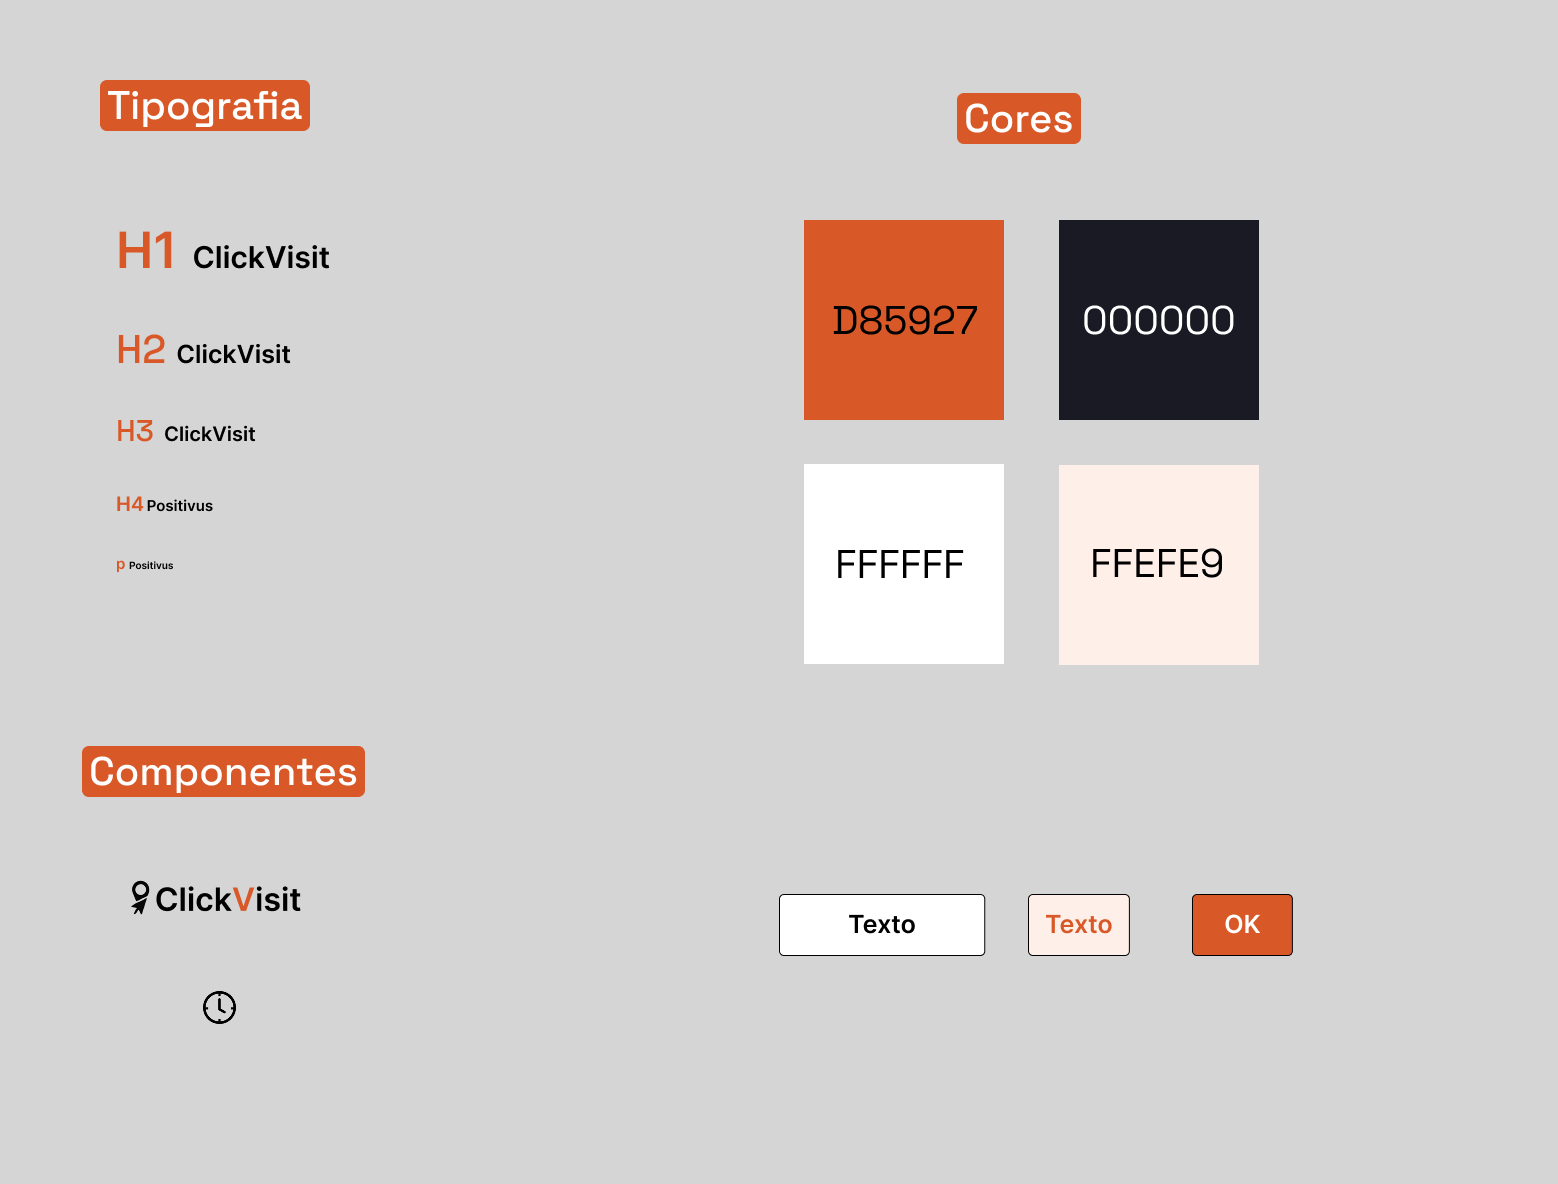 Tipografia
H1 ClickVisit
H2 ClickVisit
H3 ClickVisit
H4 Positivus
p Positivus
Cores
D85927
000000
FFFFFF
FFEFE9
Componentes
ClickVisit
Texto
Texto
OK